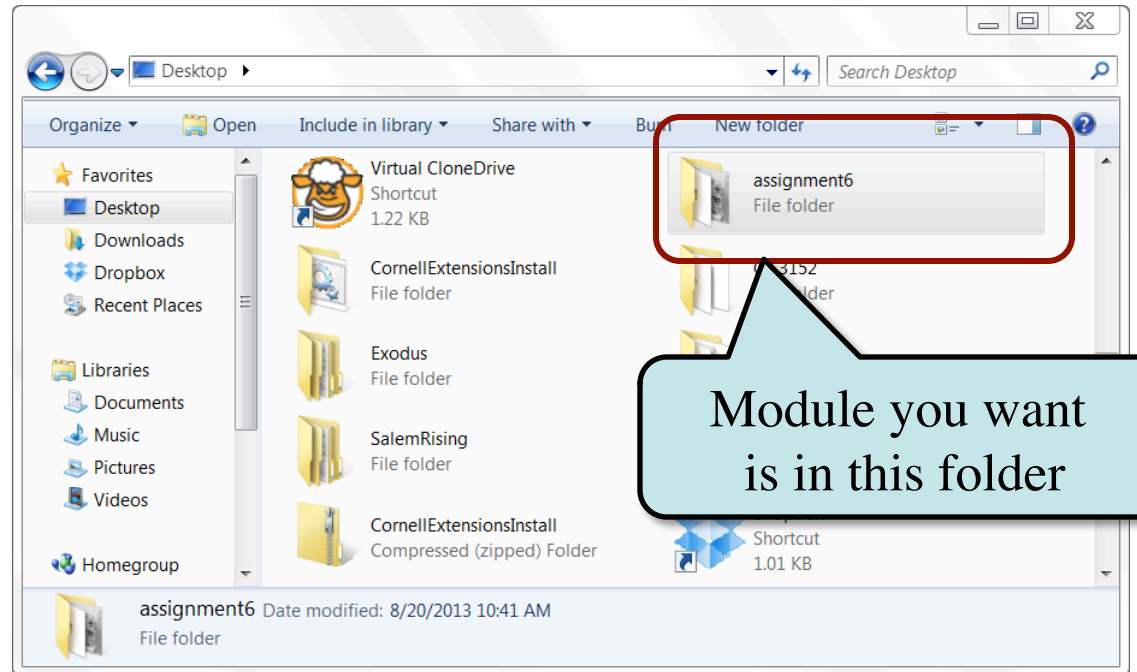 Desktop
Search Desktop
Organize Open Include in library Share with Burn New folder
Favorites
Desktop
Downloads
Dropbox
Recent Places
Libraries
Documents
Music
Pictures
Videos
Homegroup
Virtual CloneDrive
Shortcut
1.22 KB
CornellExtensionsInstall
File folder
Exodus
File folder
SalemRising
File folder
CornellExtensionsInstall
Compressed (zipped) Folder
assignment6
File folder
Module you want
is in this folder
Shortcut
1.01 KB
assignment6 Date modified: 8/20/2013 10:41 AM
File folder